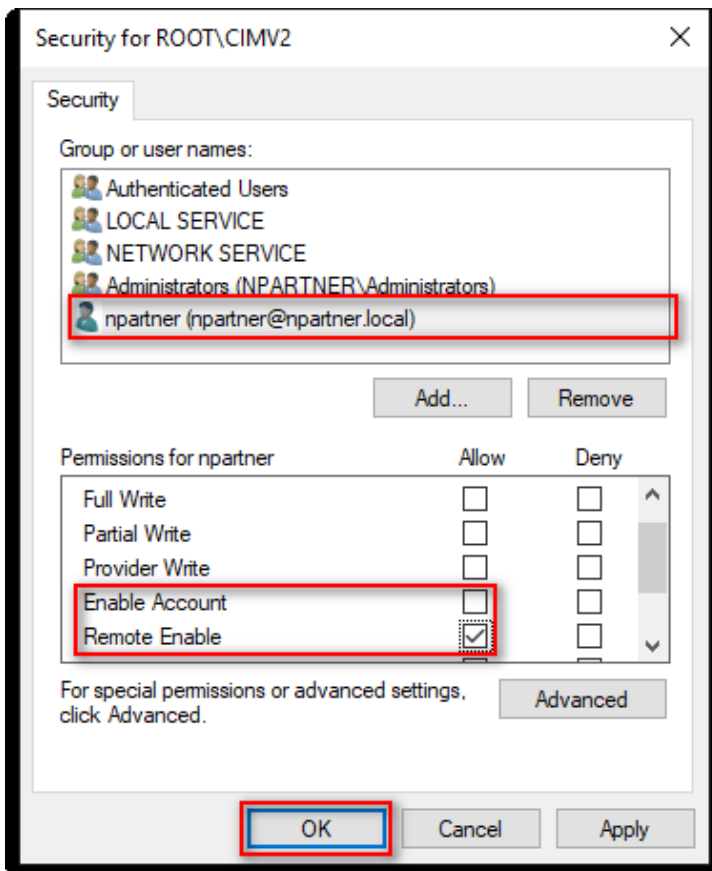 Security for ROOT\CIMV2
Security
Group or user names:
Authenticated Users
LOCAL SERVICE
NETWORK SERVICE
Administrators (NPARTNER\Administrators)
npartner (npartner@npartner.local)
Add... Remove
Permissions for npartner Allow Deny
Full Write
Partial Write
Provider Write
Enable Account
Remote Enable
For special permissions or advanced settings,
click Advanced.
Advanced
OK Cancel Apply